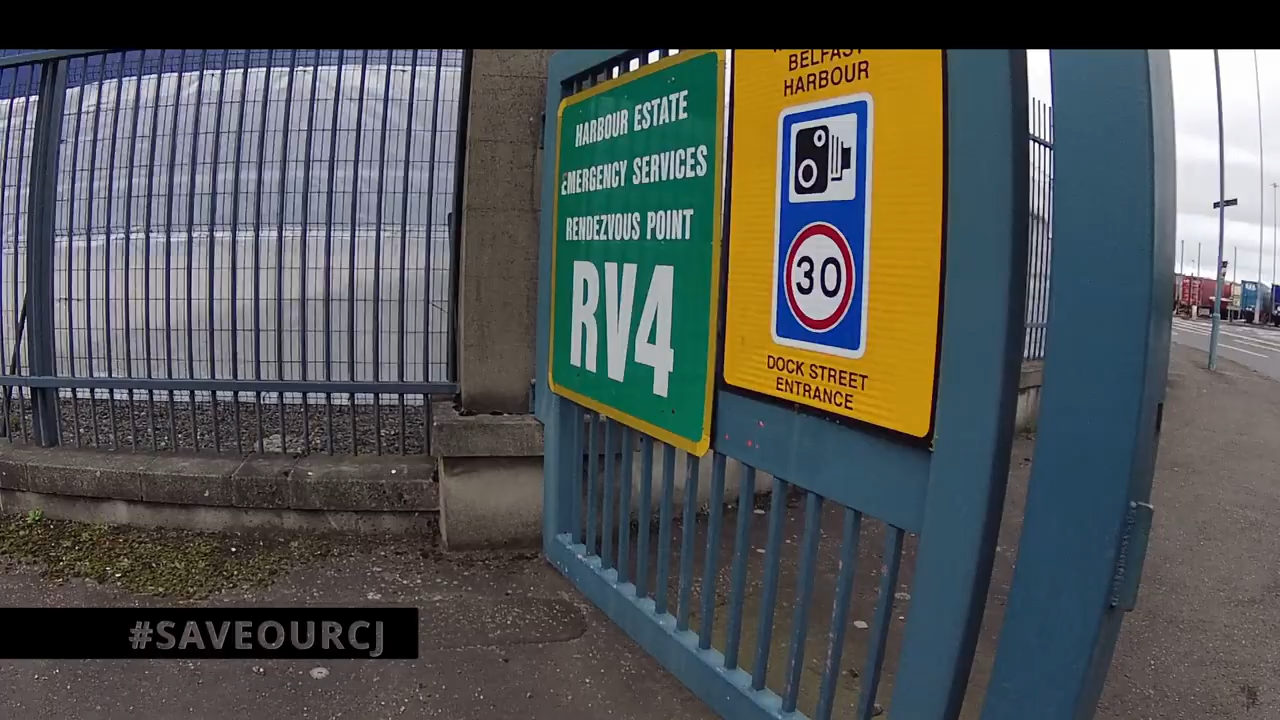 HARBOUR ESTATE
EMERGENCY SERVICES
RENDEZVOUS POINT
RV4
BELFAST
HARBOUR
30
DOCK STREET
ENTRANCE
#SAVEOURCJ